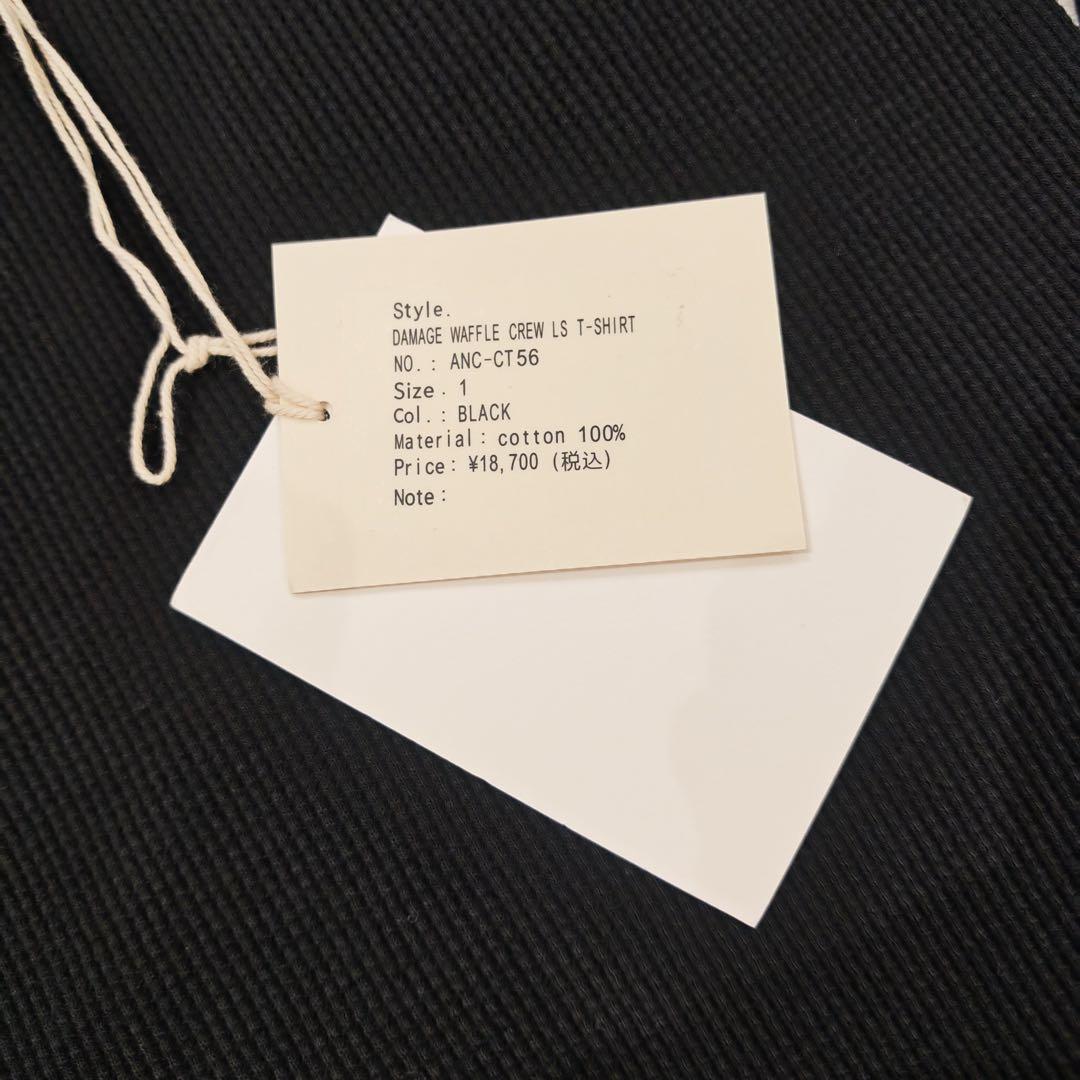 Style.
DAMAGE WAFFLE CREW LS T-SHIRT
NO. : ANC-CT56
Size . 1
Col. : BLACK
Material : cotton 100%
Price : ¥18,700 (税込)
Note :